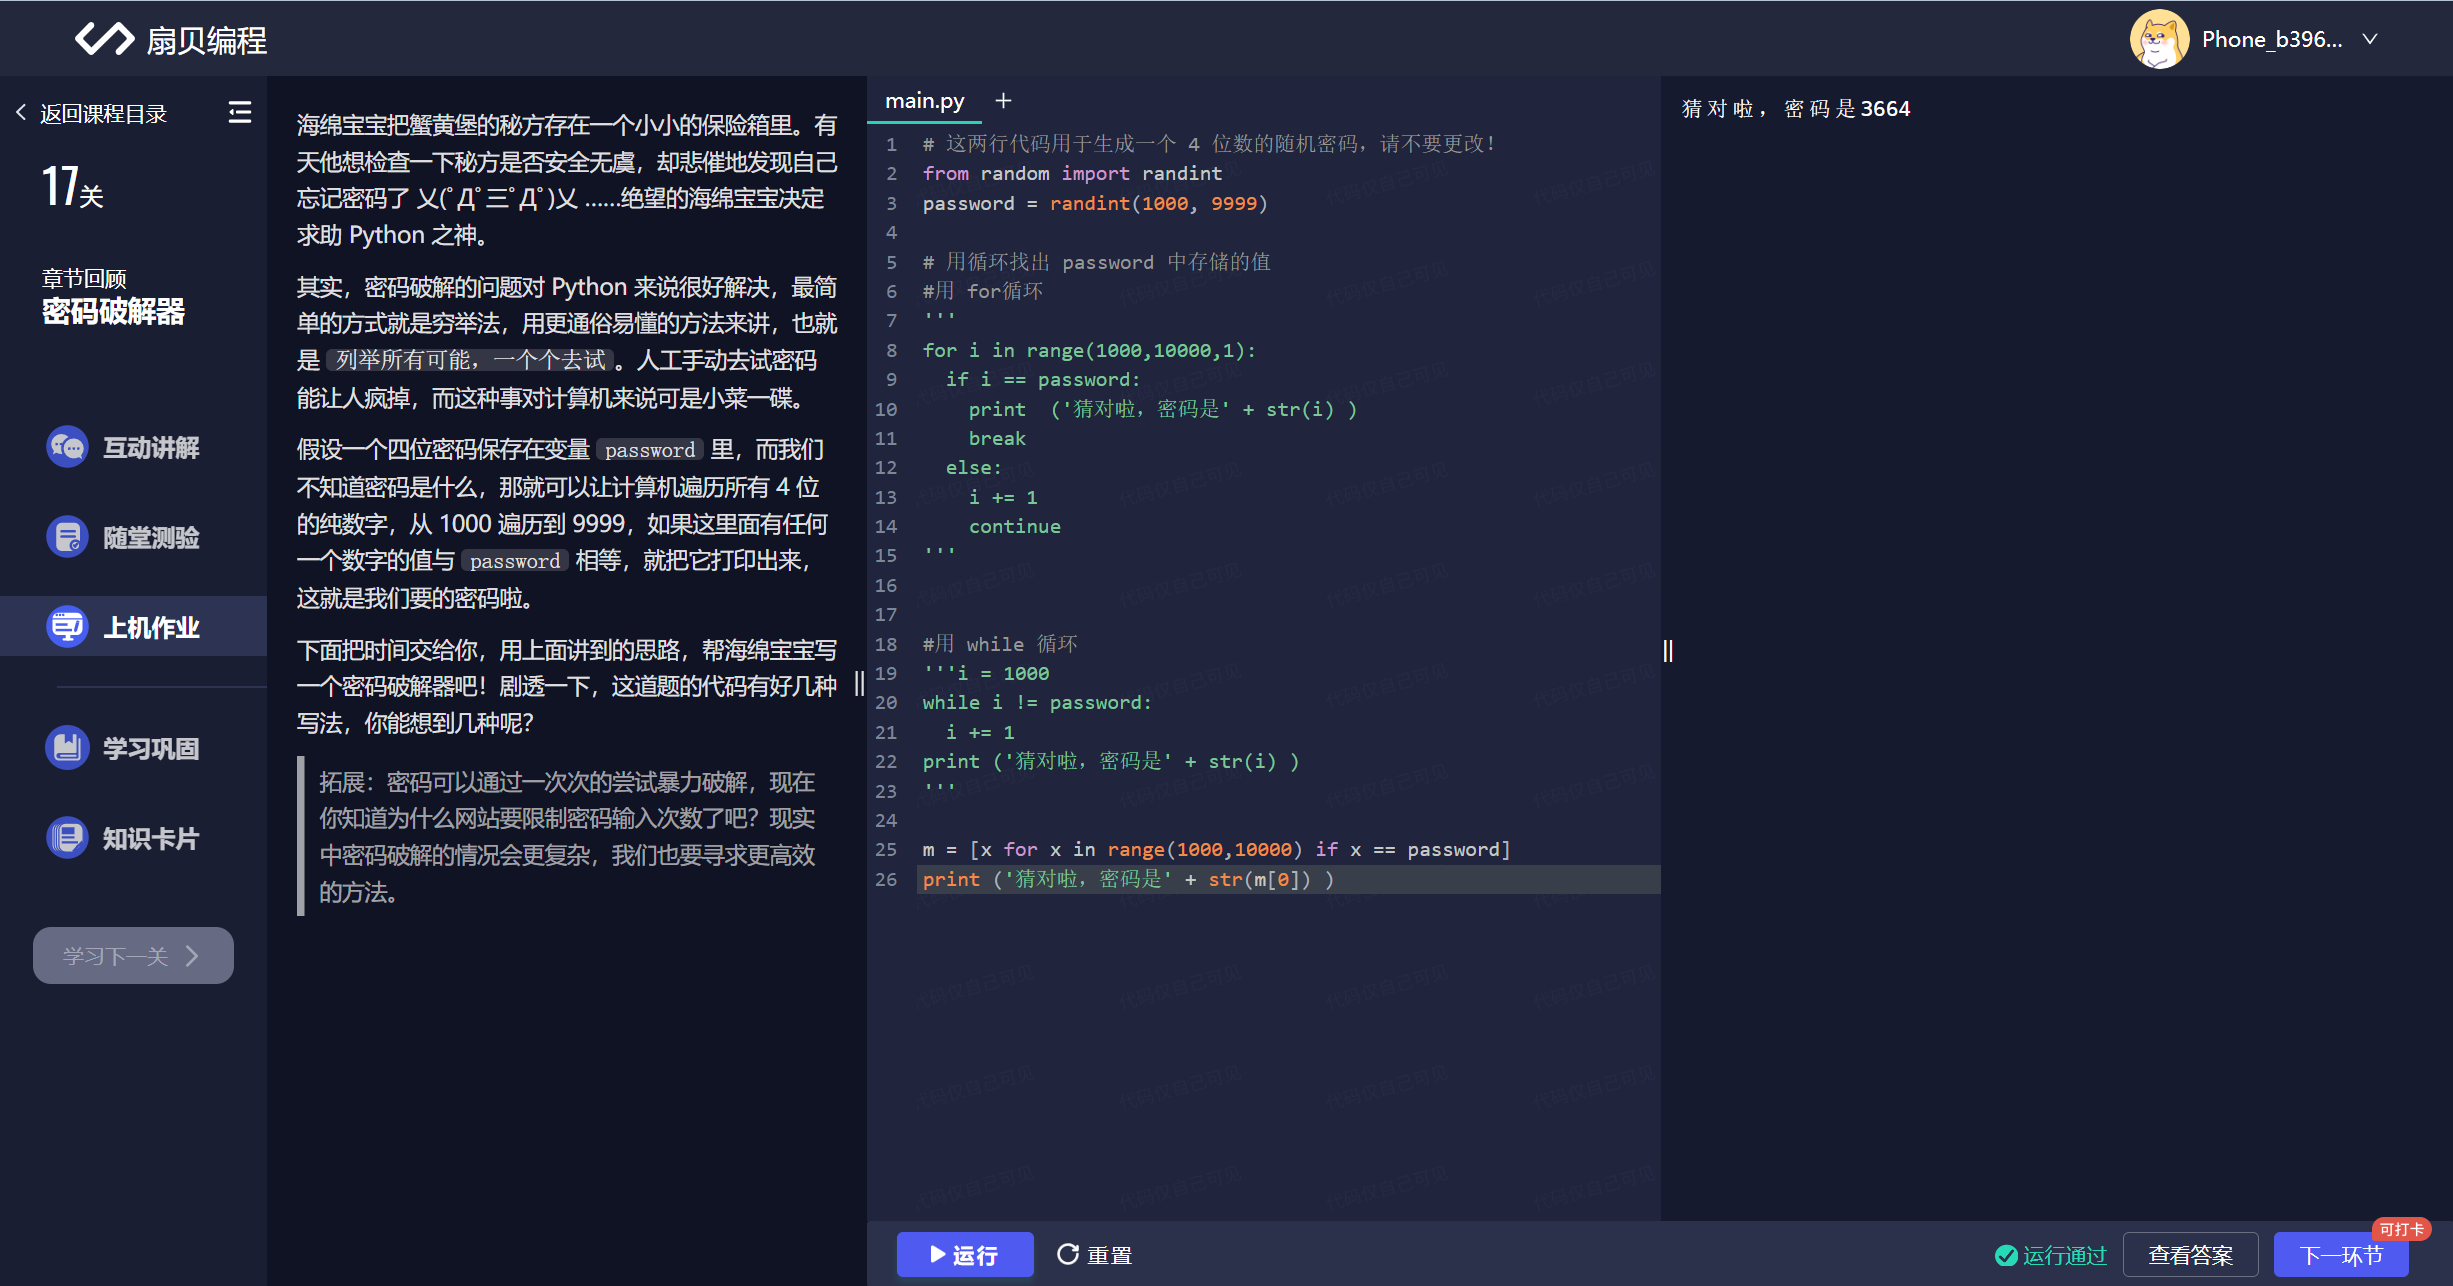 扇贝编程
Phone_b396...
返回课程目录
17关
章节回顾
密码破解器
互动讲解
随堂测验
上机作业
学习巩固
知识卡片
学习下一关
海绵宝宝把蟹黄堡的秘方存在一个小小的保险箱里。有
天他想检查一下秘方是否安全无虞，却悲催地发现自己
忘记密码了 乂(ﾟДﾟ三ﾟДﾟ)乂 ......绝望的海绵宝宝决定
求助 Python 之神。
其实，密码破解的问题对 Python 来说很好解决，最简
单的方式就是穷举法，用更通俗易懂的方法来讲，也就
是 列举所有可能，一个个去试 。人工手动去试密码
能让人疯掉，而这种事对计算机来说可是小菜一碟。
假设一个四位密码保存在变量 password 里，而我们
不知道密码是什么，那就可以让计算机遍历所有 4 位
的纯数字，从 1000 遍历到 9999，如果这里面有任何
一个数字的值与 password 相等，就把它打印出来，
这就是我们要的密码啦。
下面把时间交给你，用上面讲到的思路，帮海绵宝宝写
一个密码破解器吧！剧透一下，这道题的代码有好几种
写法，你能想到几种呢？
拓展：密码可以通过一次次的尝试暴力破解，现在
你知道为什么网站要限制密码输入次数了吧？现实
中密码破解的情况会更复杂，我们也要寻求更高效
的方法。
main.py +
1 # 这两行代码用于生成一个 4 位数的随机密码，请不要更改！
2 from random import randint
3 password = randint(1000, 9999)
4
5 # 用循环找出 password 中存储的值
6 #用 for循环
7 '''
8 for i in range(1000,10000,1):
9   if i == password:
10     print  ('猜对啦，密码是' + str(i) )
11     break
12   else:
13     i += 1
14     continue
15 '''
16
17
18 #用 while 循环
19 '''i = 1000
20 while i != password:
21   i += 1
22 print ('猜对啦，密码是' + str(i) )
23 '''
24
25 m = [x for x in range(1000,10000) if x == password]
26 print ('猜对啦，密码是' + str(m[0]) )
代码仅自己可见
猜对啦，密码是3664
运行
重置
运行通过
查看答案
下一环节
可打卡